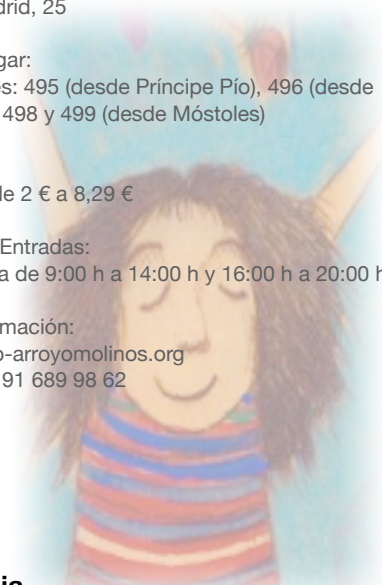 drid, 25
gar:
es: 495 (desde Príncipe Pío), 496 (desde
498 y 499 (desde Móstoles)
de 2 € a 8,29 €
Entradas:
a de 9:00 h a 14:00 h y 16:00 h a 20:00 h
mación:
o-arroyomolinos.org
91 689 98 62